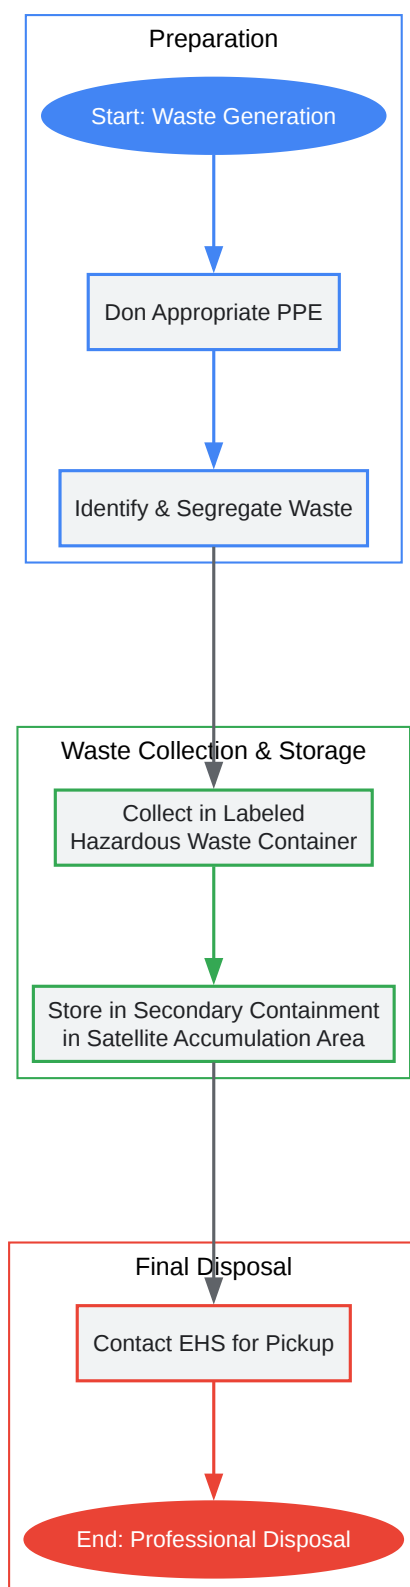 Preparation
Start: Waste Generation
Don Appropriate PPE
Identify & Segregate Waste
Waste Collection & Storage
Collect in Labeled
Hazardous Waste Container
Store in Secondary Containment
in Satellite Accumulation Area
Final Disposal
Contact EHS for Pickup
End: Professional Disposal